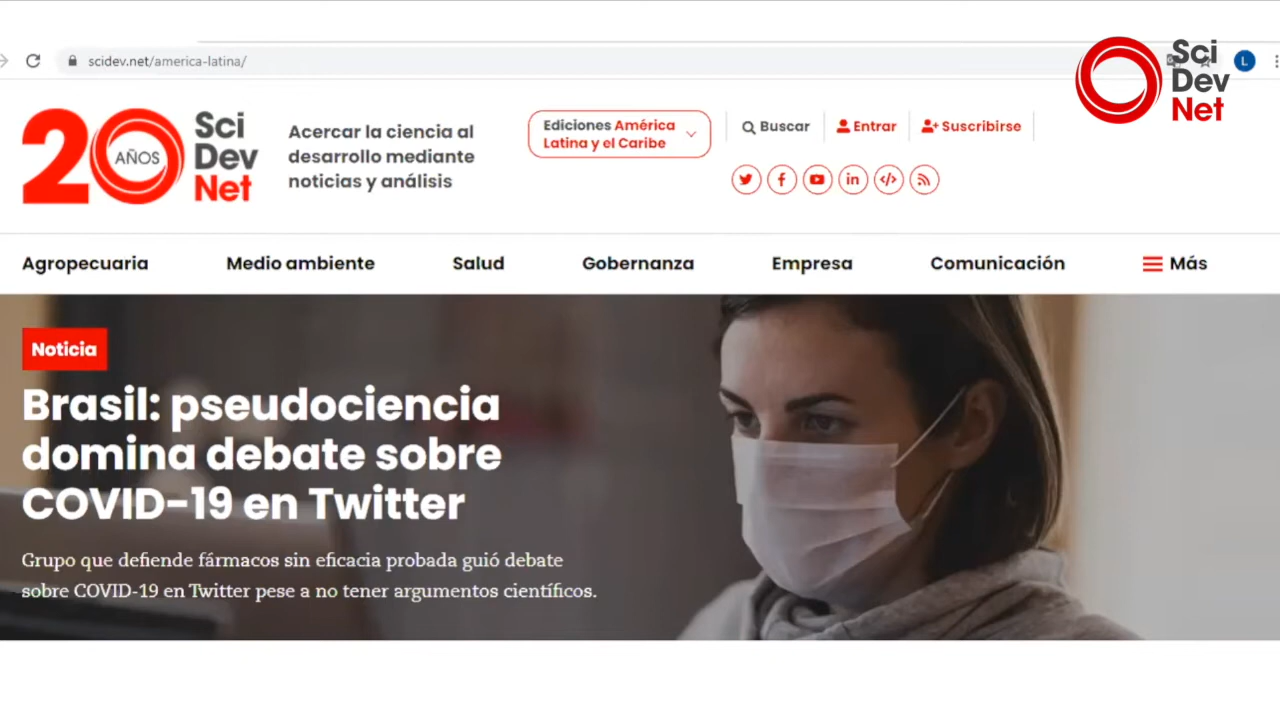 scidev.net/america-latina/
L
Sci
Dev
Net
20
AÑOS
Sci
Dev
Net
Acercar la ciencia al
desarrollo mediante
noticias y análisis
Ediciones América
Latina y el Caribe
Buscar
Entrar
Suscribirse
Agropecuaria
Medio ambiente
Salud
Gobernanza
Empresa
Comunicación
Más
Noticia
Brasil: pseudociencia
domina debate sobre
COVID-19 en Twitter
Grupo que defiende fármacos sin eficacia probada guió debate
sobre COVID-19 en Twitter pese a no tener argumentos científicos.